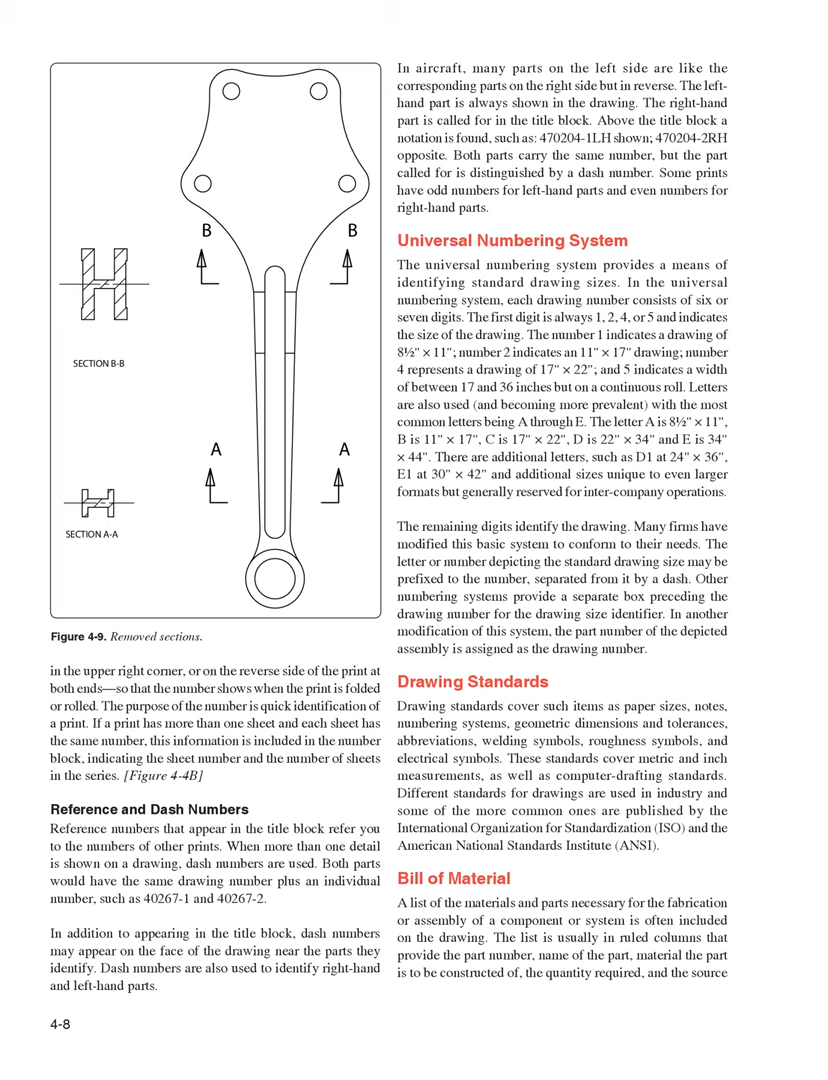 B
B
SECTION B-B
A
A
SECTION A-A
Figure 4-9. Removed sections.
in the upper right corner, or on the reverse side of the print at
both ends—so that the number shows when the print is folded
or rolled. The purpose of the number is quick identification of
a print. If a print has more than one sheet and each sheet has
the same number, this information is included in the number
block, indicating the sheet number and the number of sheets
in the series. [Figure 4-4B]
Reference and Dash Numbers
Reference numbers that appear in the title block refer you
to the numbers of other prints. When more than one detail
is shown on a drawing, dash numbers are used. Both parts
would have the same drawing number plus an individual
number, such as 40267-1 and 40267-2.
In addition to appearing in the title block, dash numbers
may appear on the face of the drawing near the parts they
identify. Dash numbers are also used to identify right-hand
and left-hand parts.
In aircraft, many parts on the left side are like the
corresponding parts on the right side but in reverse. The left-
hand part is always shown in the drawing. The right-hand
part is called for in the title block. Above the title block a
notation is found, such as: 470204-1LH shown; 470204-2RH
opposite. Both parts carry the same number, but the part
called for is distinguished by a dash number. Some prints
have odd numbers for left-hand parts and even numbers for
right-hand parts.
Universal Numbering System
The universal numbering system provides a means of
identifying standard drawing sizes. In the universal
numbering system, each drawing number consists of six or
seven digits. The first digit is always 1, 2, 4, or 5 and indicates
the size of the drawing. The number 1 indicates a drawing of
8½" × 11"; number 2 indicates an 11" × 17" drawing; number
4 represents a drawing of 17" × 22"; and 5 indicates a width
of between 17 and 36 inches but on a continuous roll. Letters
are also used (and becoming more prevalent) with the most
common letters being A through E. The letter A is 8½" × 11",
B is 11" × 17", C is 17" × 22", D is 22" × 34" and E is 34"
× 44". There are additional letters, such as D1 at 24" × 36",
E1 at 30" × 42" and additional sizes unique to even larger
formats but generally reserved for inter-company operations.
The remaining digits identify the drawing. Many firms have
modified this basic system to conform to their needs. The
letter or number depicting the standard drawing size may be
prefixed to the number, separated from it by a dash. Other
numbering systems provide a separate box preceding the
drawing number for the drawing size identifier. In another
modification of this system, the part number of the depicted
assembly is assigned as the drawing number.
Drawing Standards
Drawing standards cover such items as paper sizes, notes,
numbering systems, geometric dimensions and tolerances,
abbreviations, welding symbols, roughness symbols, and
electrical symbols. These standards cover metric and inch
measurements, as well as computer-drafting standards.
Different standards for drawings are used in industry and
some of the more common ones are published by the
International Organization for Standardization (ISO) and the
American National Standards Institute (ANSI).
Bill of Material
A list of the materials and parts necessary for the fabrication
or assembly of a component or system is often included
on the drawing. The list is usually in ruled columns that
provide the part number, name of the part, material the part
is to be constructed of, the quantity required, and the source
4-8